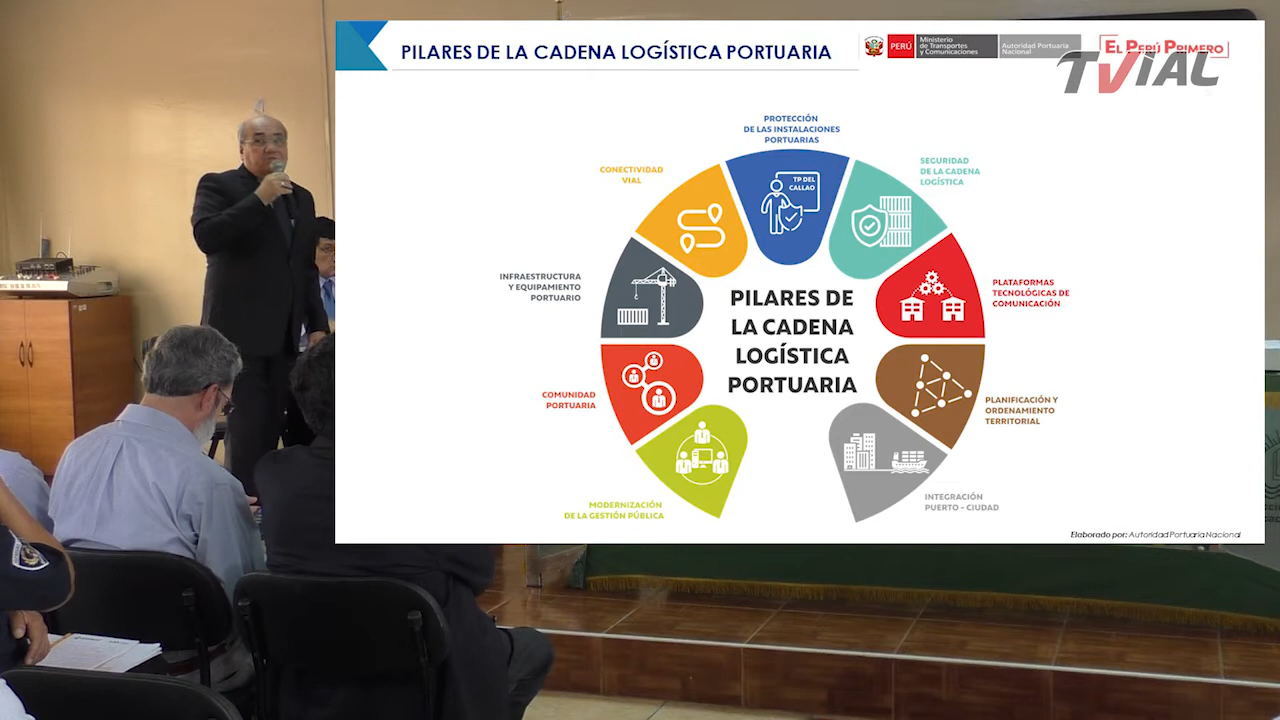 PILARES DE LA CADENA LOGÍSTICA PORTUARIA
PERÚ
Ministerio
de Transportes
y Comunicaciones
Autoridad Portuaria
Nacional
EL PERÚ PRIMERO
TVIAL
PROTECCIÓN
DE LAS INSTALACIONES
PORTUARIAS
CONECTIVIDAD
VIAL
SEGURIDAD
DE LA CADENA
LOGÍSTICA
TP DEL
CALLAO
INFRAESTRUCTURA
Y EQUIPAMIENTO
PORTUARIO
PLATAFORMAS
TECNOLÓGICAS DE
COMUNICACIÓN
PILARES DE
LA CADENA
LOGÍSTICA
PORTUARIA
COMUNIDAD
PORTUARIA
PLANIFICACIÓN Y
ORDENAMIENTO
TERRITORIAL
MODERNIZACIÓN
DE LA GESTIÓN PÚBLICA
INTEGRACIÓN
PUERTO - CIUDAD
Elaborado por: Autoridad Portuaria Nacional